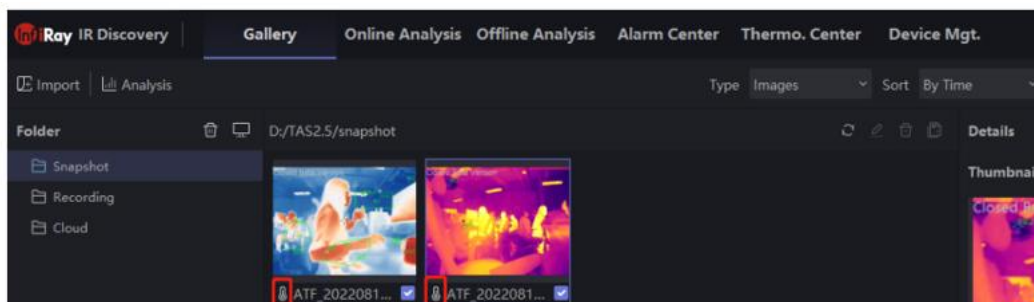 InfiRay IR Discovery Gallery Online Analysis Offline Analysis Alarm Center Thermo. Center Device Mgt.
Import Analysis Type Images Sort By Time
Folder D:/TAS2.5/snapshot Details
Snapshot
Thumbnai
Recording
Cloud
ATF_2022081... ATF_2022081...